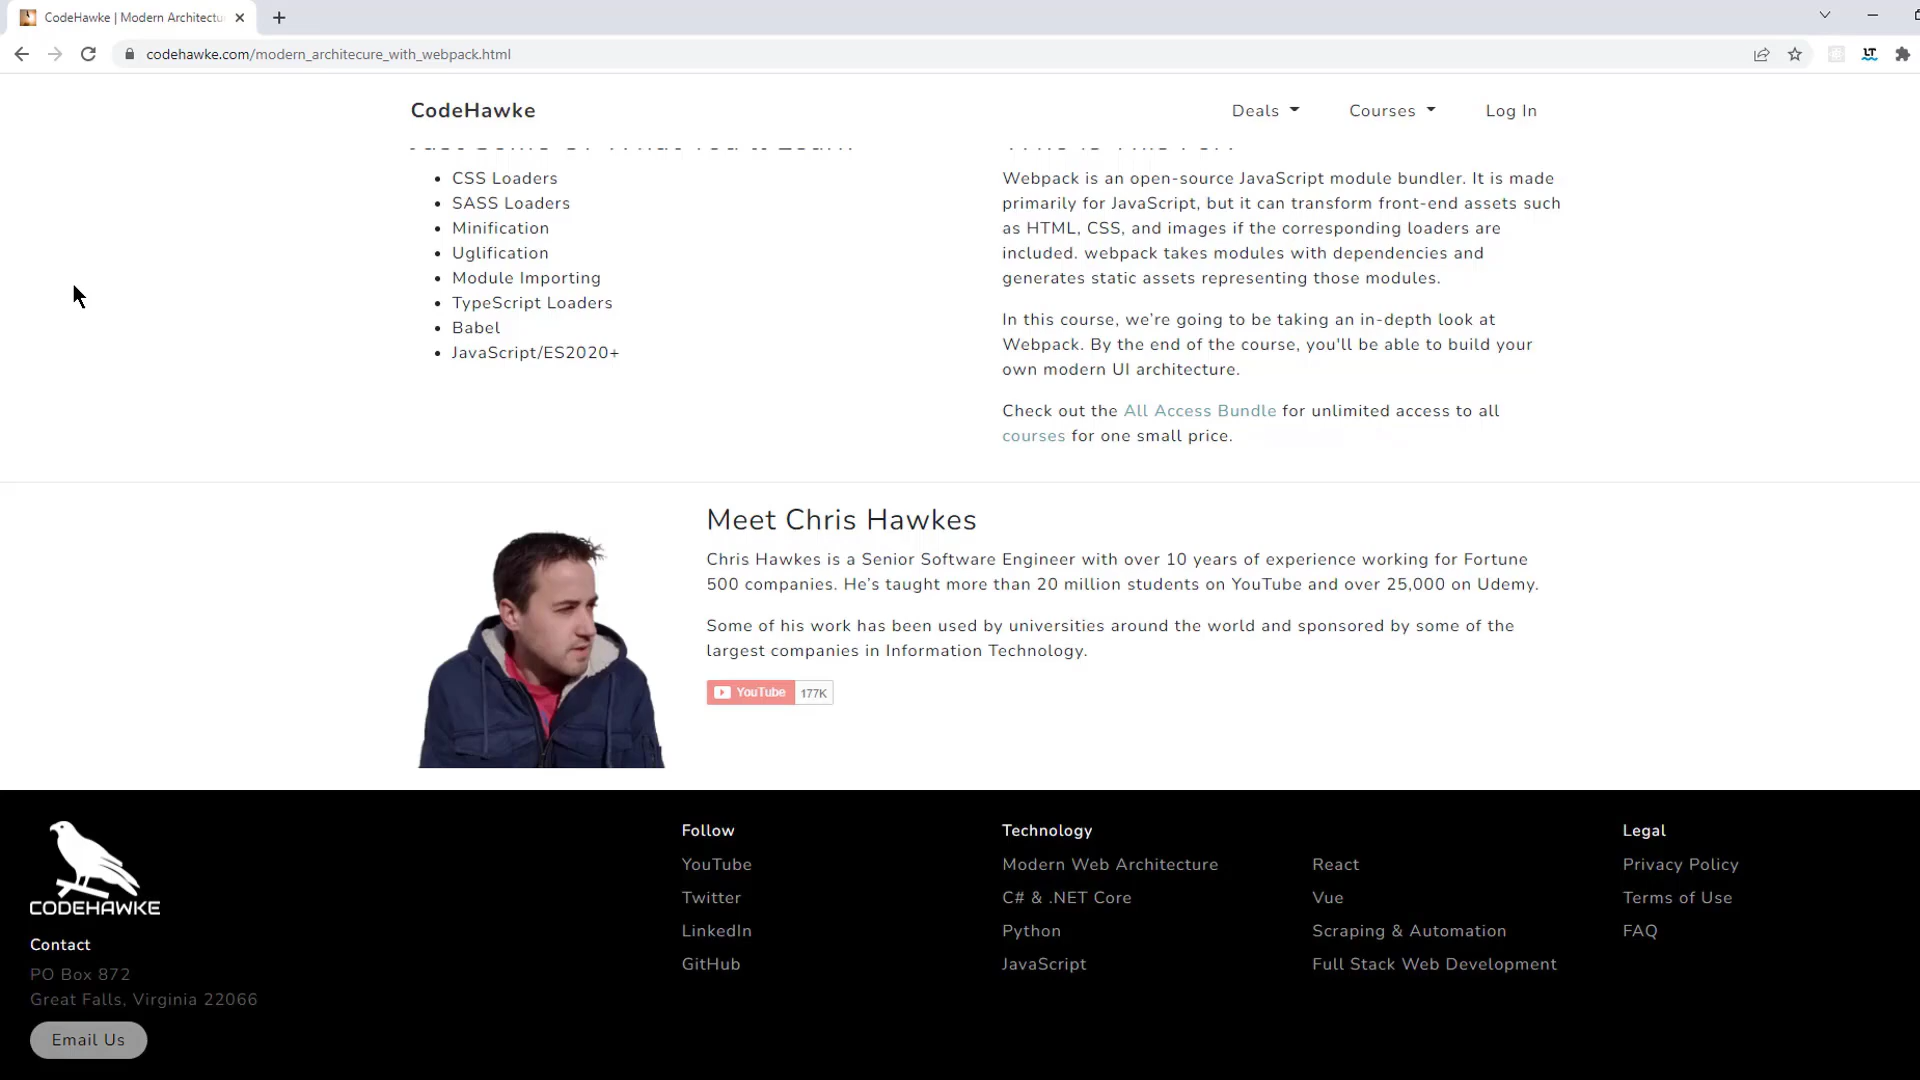 CodeHawke | Modern Architectu
codehawke.com/modern_architecure_with_webpack.html
CodeHawke
Deals
Courses
Log In
CSS Loaders
SASS Loaders
Minification
Uglification
Module Importing
TypeScript Loaders
Babel
JavaScript/ES2020+
Webpack is an open-source JavaScript module bundler. It is made
primarily for JavaScript, but it can transform front-end assets such
as HTML, CSS, and images if the corresponding loaders are
included. webpack takes modules with dependencies and
generates static assets representing those modules.
In this course, we’re going to be taking an in-depth look at
Webpack. By the end of the course, you'll be able to build your
own modern UI architecture.
Check out the All Access Bundle for unlimited access to all
courses for one small price.
Meet Chris Hawkes
Chris Hawkes is a Senior Software Engineer with over 10 years of experience working for Fortune
500 companies. He’s taught more than 20 million students on YouTube and over 25,000 on Udemy.
Some of his work has been used by universities around the world and sponsored by some of the
largest companies in Information Technology.
YouTube 177K
CODEHAWKE
Contact
PO Box 872
Great Falls, Virginia 22066
Email Us
Follow
YouTube
Twitter
LinkedIn
GitHub
Technology
Modern Web Architecture
C# & .NET Core
Python
JavaScript
React
Vue
Scraping & Automation
Full Stack Web Development
Legal
Privacy Policy
Terms of Use
FAQ